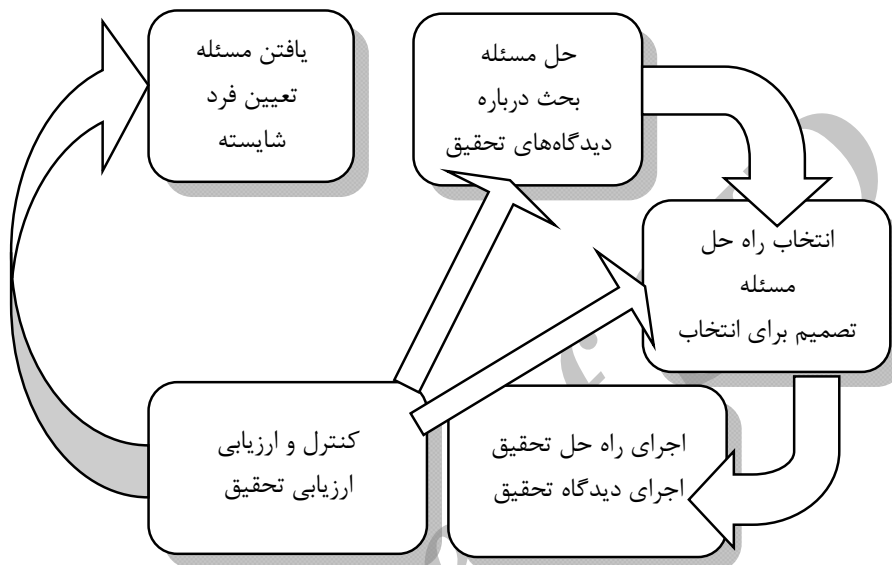 یافتن مسئله
تعیین فرد
شایسته
حل مسئله
بحث درباره
دیدگاه‌های تحقیق
انتخاب راه حل
مسئله
تصمیم برای انتخاب
اجرای راه حل تحقیق
اجرای دیدگاه تحقیق
کنترل و ارزیابی
ارزیابی تحقیق